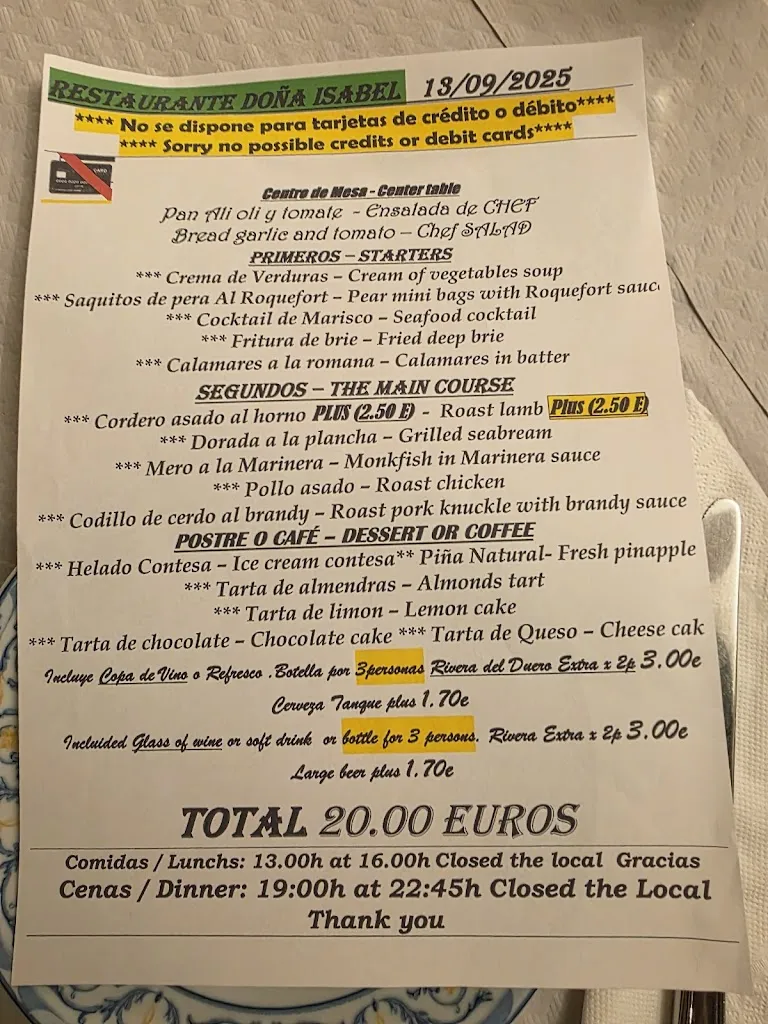 RESTAURANTE DOÑA ISABEL 13/09/2025
**** No se dispone para tarjetas de crédito o débito****
**** Sorry no possible credits or debit cards****
CARD
Centro de Mesa - Center table
Pan Ali oli y tomate - Ensalada de CHEF
Bread garlic and tomato – Chef SALAD
PRIMEROS – STARTERS
*** Crema de Verduras – Cream of vegetables soup
*** Saquitos de pera Al Roquefort – Pear mini bags with Roquefort sauc
*** Cocktail de Marisco – Seafood cocktail
*** Fritura de brie – Fried deep brie
*** Calamares a la romana – Calamares in batter
SEGUNDOS – THE MAIN COURSE
*** Cordero asado al horno PLUS (2.50 E) - Roast lamb Plus (2.50 E)
*** Dorada a la plancha – Grilled seabream
*** Mero a la Marinera – Monkfish in Marinera sauce
*** Pollo asado – Roast chicken
*** Codillo de cerdo al brandy – Roast pork knuckle with brandy sauce
POSTRE O CAFÉ – DESSERT OR COFFEE
*** Helado Contesa – Ice cream contesa** Piña Natural- Fresh pinapple
*** Tarta de almendras – Almonds tart
*** Tarta de limon – Lemon cake
*** Tarta de chocolate – Chocolate cake *** Tarta de Queso – Cheese cak
Incluye Copa de Vino o Refresco .Botella por 3personas Rivera del Duero Extra x 2p 3.00e
Cerveza Tanque plus 1.70e
Incluided Glass of wine or soft drink or bottle for 3 persons. Rivera Extra x 2p 3.00e
Large beer plus 1.70e
TOTAL 20.00 EUROS
Comidas / Lunchs: 13.00h at 16.00h Closed the local Gracias
Cenas / Dinner: 19:00h at 22:45h Closed the Local
Thank you